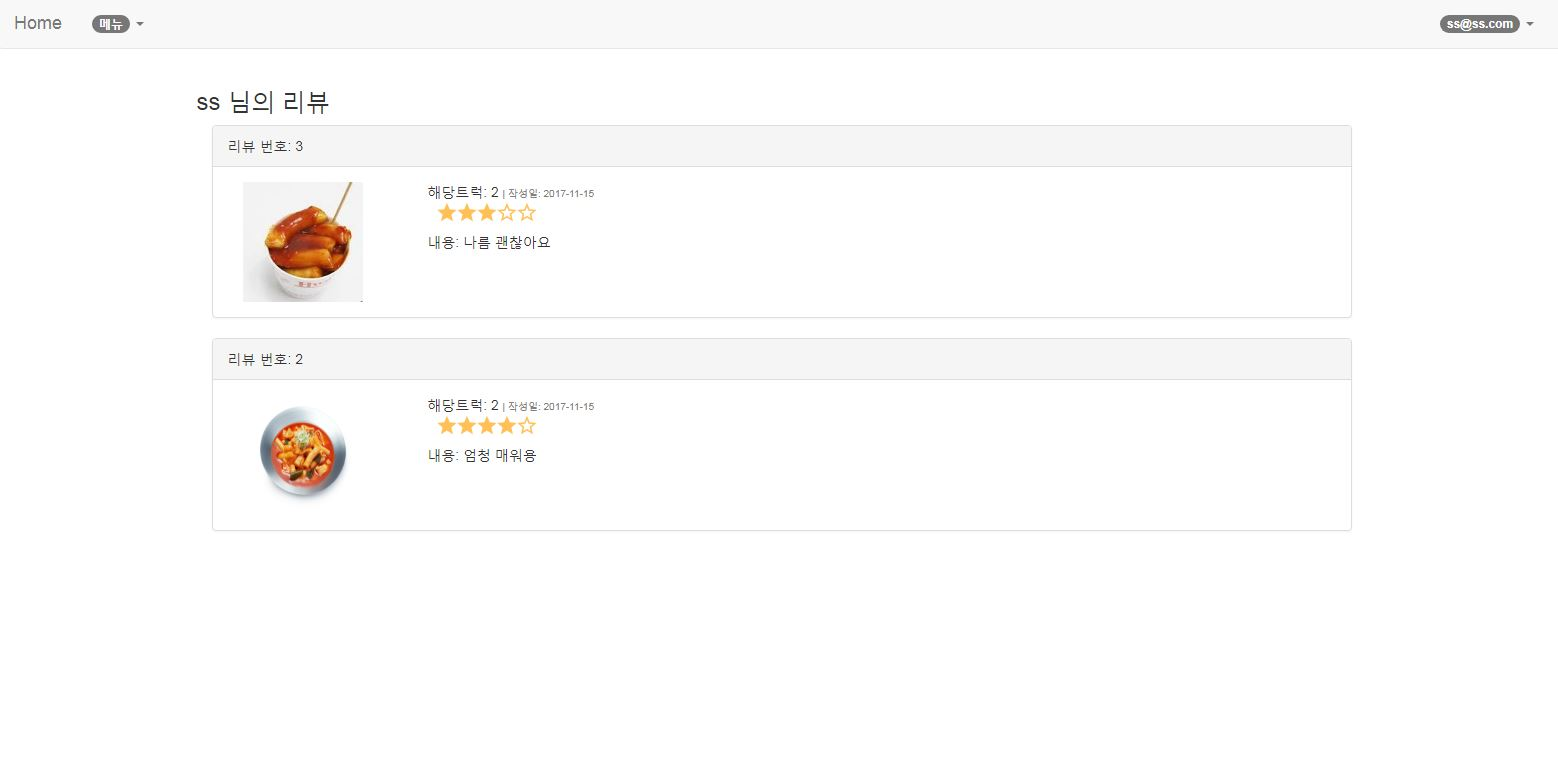 Home 메뉴 ss@ss.com
ss 님의 리뷰
리뷰 번호: 3
해당트럭: 2 | 작성일: 2017-11-15
내용: 나름 괜찮아요
리뷰 번호: 2
해당트럭: 2 | 작성일: 2017-11-15
내용: 엄청 매워용